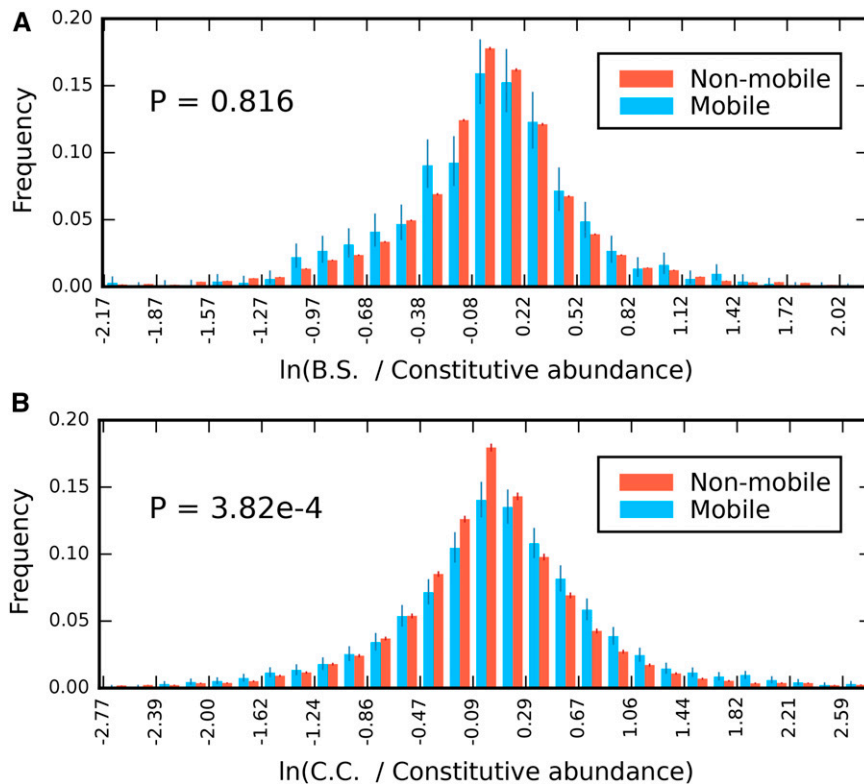 A
0.20
0.15
0.10
0.05
0.00
Frequency
P = 0.816
Non-mobile
Mobile
-2.17 -1.87 -1.57 -1.27 -0.97 -0.68 -0.38 -0.08 0.22 0.52 0.82 1.12 1.42 1.72 2.02
ln(B.S. / Constitutive abundance)
B
0.20
0.15
0.10
0.05
0.00
Frequency
P = 3.82e-4
Non-mobile
Mobile
-2.77 -2.39 -2.00 -1.62 -1.24 -0.86 -0.47 -0.09 0.29 0.67 1.06 1.44 1.82 2.21 2.59
ln(C.C. / Constitutive abundance)